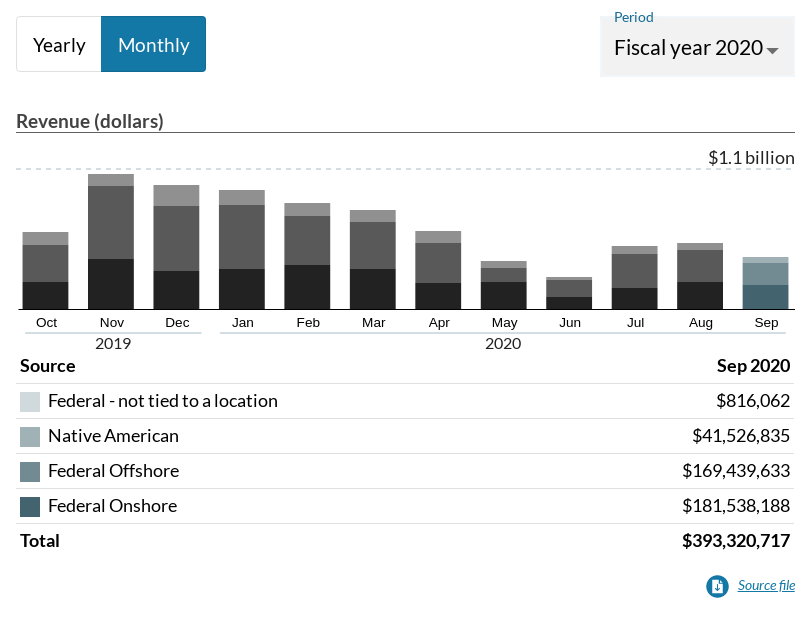 Yearly Monthly
Period
Fiscal year 2020
Revenue (dollars)
$1.1 billion
Oct Nov Dec Jan Feb Mar Apr May Jun Jul Aug Sep
2019 2020
Source Sep 2020
Federal - not tied to a location $816,062
Native American $41,526,835
Federal Offshore $169,439,633
Federal Onshore $181,538,188
Total $393,320,717
Source file